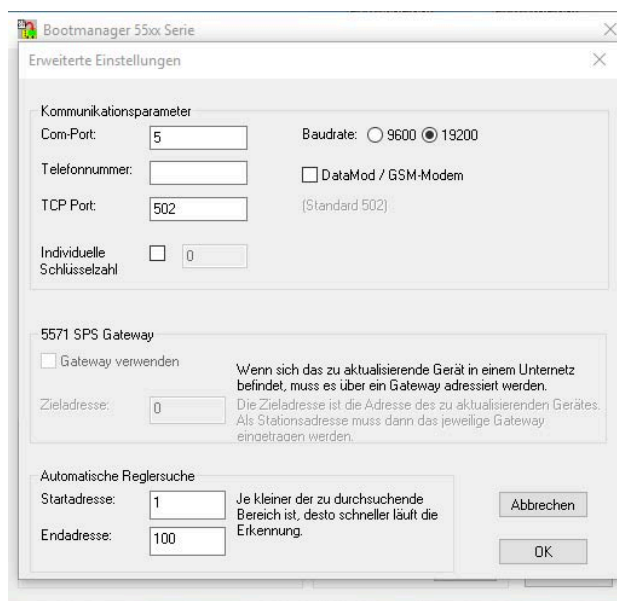 Bootmanager 55xx Serie
Erweiterte Einstellungen
Kommunikationsparameter
Com-Port: 5 Baudrate: 9600 19200
Telefonnummer: DataMod / GSM-Modem
TCP Port: 502 (Standard 502)
Individuelle
Schlüsselzahl 0
5571 SPS Gateway
Gateway verwenden
Wenn sich das zu aktualisierende Gerät in einem Unternetz
befindet, muss es über ein Gateway adressiert werden.
Zieladresse: 0
Die Zieladresse ist die Adresse des zu aktualisierenden Gerätes.
Als Stationsadresse muss dann das jeweilige Gateway
eingetragen werden.
Automatische Reglersuche
Startadresse: 1
Endadresse: 100
Je kleiner der zu durchsuchende
Bereich ist, desto schneller läuft die
Erkennung.
Abbrechen
OK